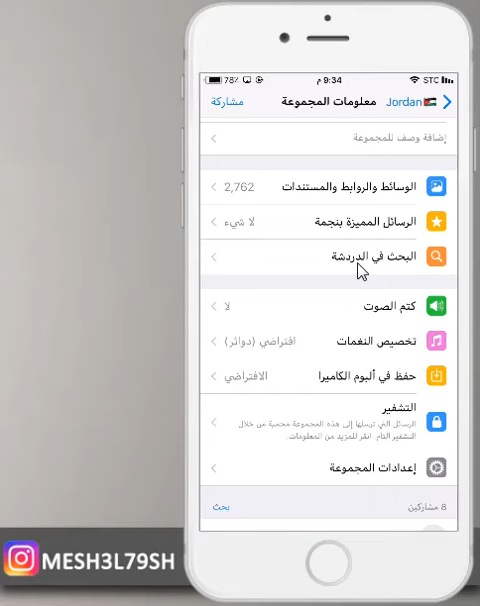 STC 9:34 م 78%
Jordan🇯🇴 معلومات المجموعة مشاركة
إضافة وصف للمجموعة
الوسائط والروابط والمستندات 2,762
الرسائل المميزة بنجمة لا شيء
البحث في الدردشة
كتم الصوت لا
تخصيص النغمات افتراضي (دوائر)
حفظ في ألبوم الكاميرا الافتراضي
التشفير
الرسائل التي ترسلها إلى هذه المجموعة محمية من خلال
التشفير التام. انقر للمزيد من المعلومات.
إعدادات المجموعة
8 مشاركين بحث
MESH3L79SH